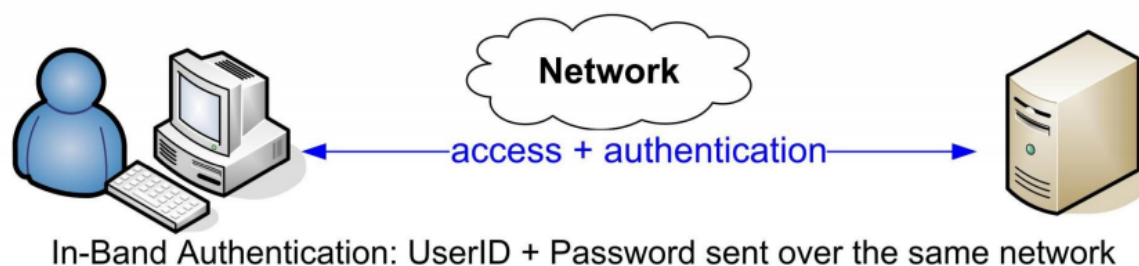 Network
access + authentication
In-Band Authentication: UserID + Password sent over the same network